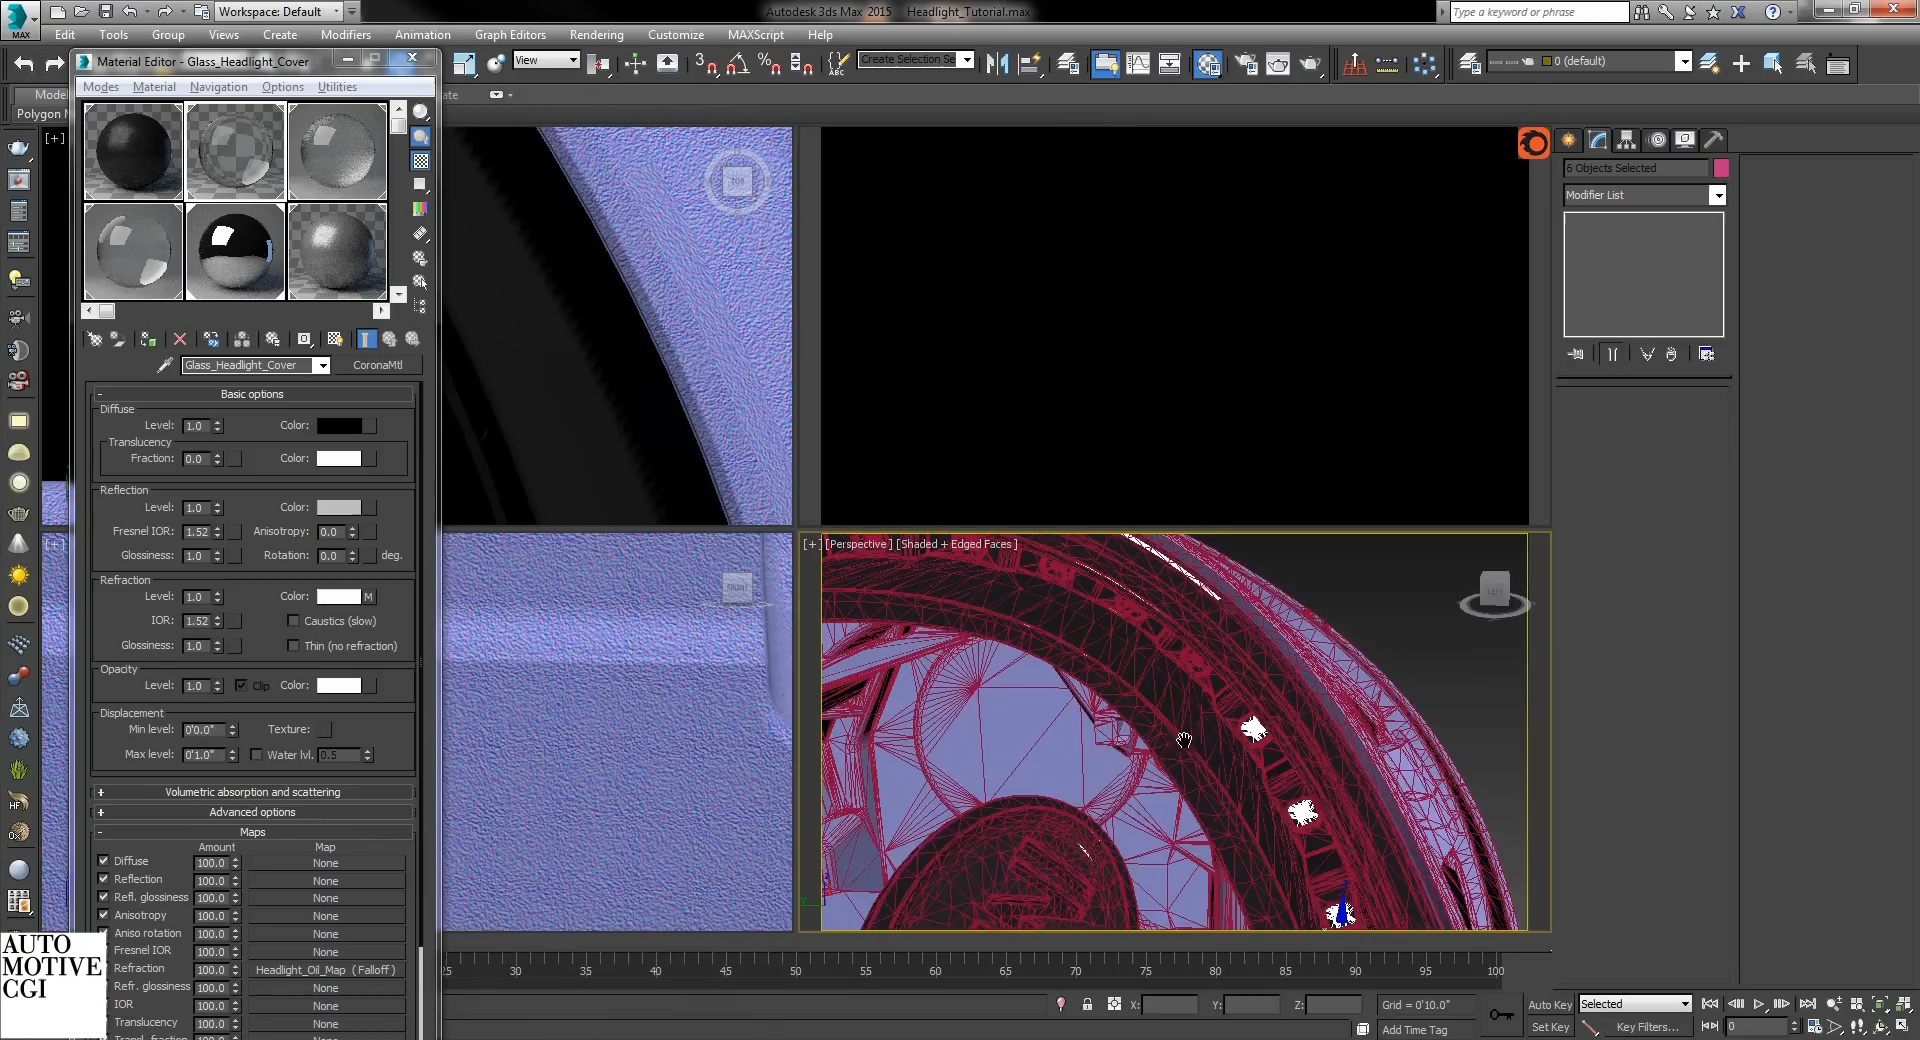 MAX
Workspace: Default
Autodesk 3ds Max 2015 Headlight_Tutorial.max
Type a keyword or phrase
Edit Tools Group Views Create Modifiers Animation Graph Editors Rendering Customize MAXScript Help
Material Editor - Glass_Headlight_Cover
View
Create Selection Se
0 (default)
Modes Material Navigation Options Utilities
Polygon M
[+]
TOP
6 Objects Selected
Modifier List
Glass_Headlight_Cover
CoronaMtl
- Basic options
Diffuse
Level: 1.0 Color:
Translucency
Fraction: 0.0 Color:
Reflection
Level: 1.0 Color:
Fresnel IOR: 1.52 Anisotropy: 0.0
Glossiness: 1.0 Rotation: 0.0 deg.
Refraction
Level: 1.0 Color: M
IOR: 1.52 Caustics (slow)
Glossiness: 1.0 Thin (no refraction)
Opacity
Level: 1.0 Clip Color:
Displacement
Min level: 0'0.0" Texture:
Max level: 0'1.0" Water lvl. 0.5
+ Volumetric absorption and scattering
+ Advanced options
- Maps
Amount Map
Diffuse 100.0 None
Reflection 100.0 None
Refl. glossiness 100.0 None
Anisotropy 100.0 None
Aniso rotation 100.0 None
Fresnel IOR 100.0 None
Refraction 100.0 Headlight_Oil_Map ( Falloff )
Refr. glossiness 100.0 None
IOR 100.0 None
Translucency 100.0 None
[+]
FRONT
[+] [Perspective ] [Shaded + Edged Faces ]
LEFT
AUTO
MOTIVE
CGI
25 30 35 40 45 50 55 60 65 70 75 80 85 90 95 100
X: Y: Z: Grid = 0'10.0"
Add Time Tag
Auto Key Selected
Set Key Key Filters...
0